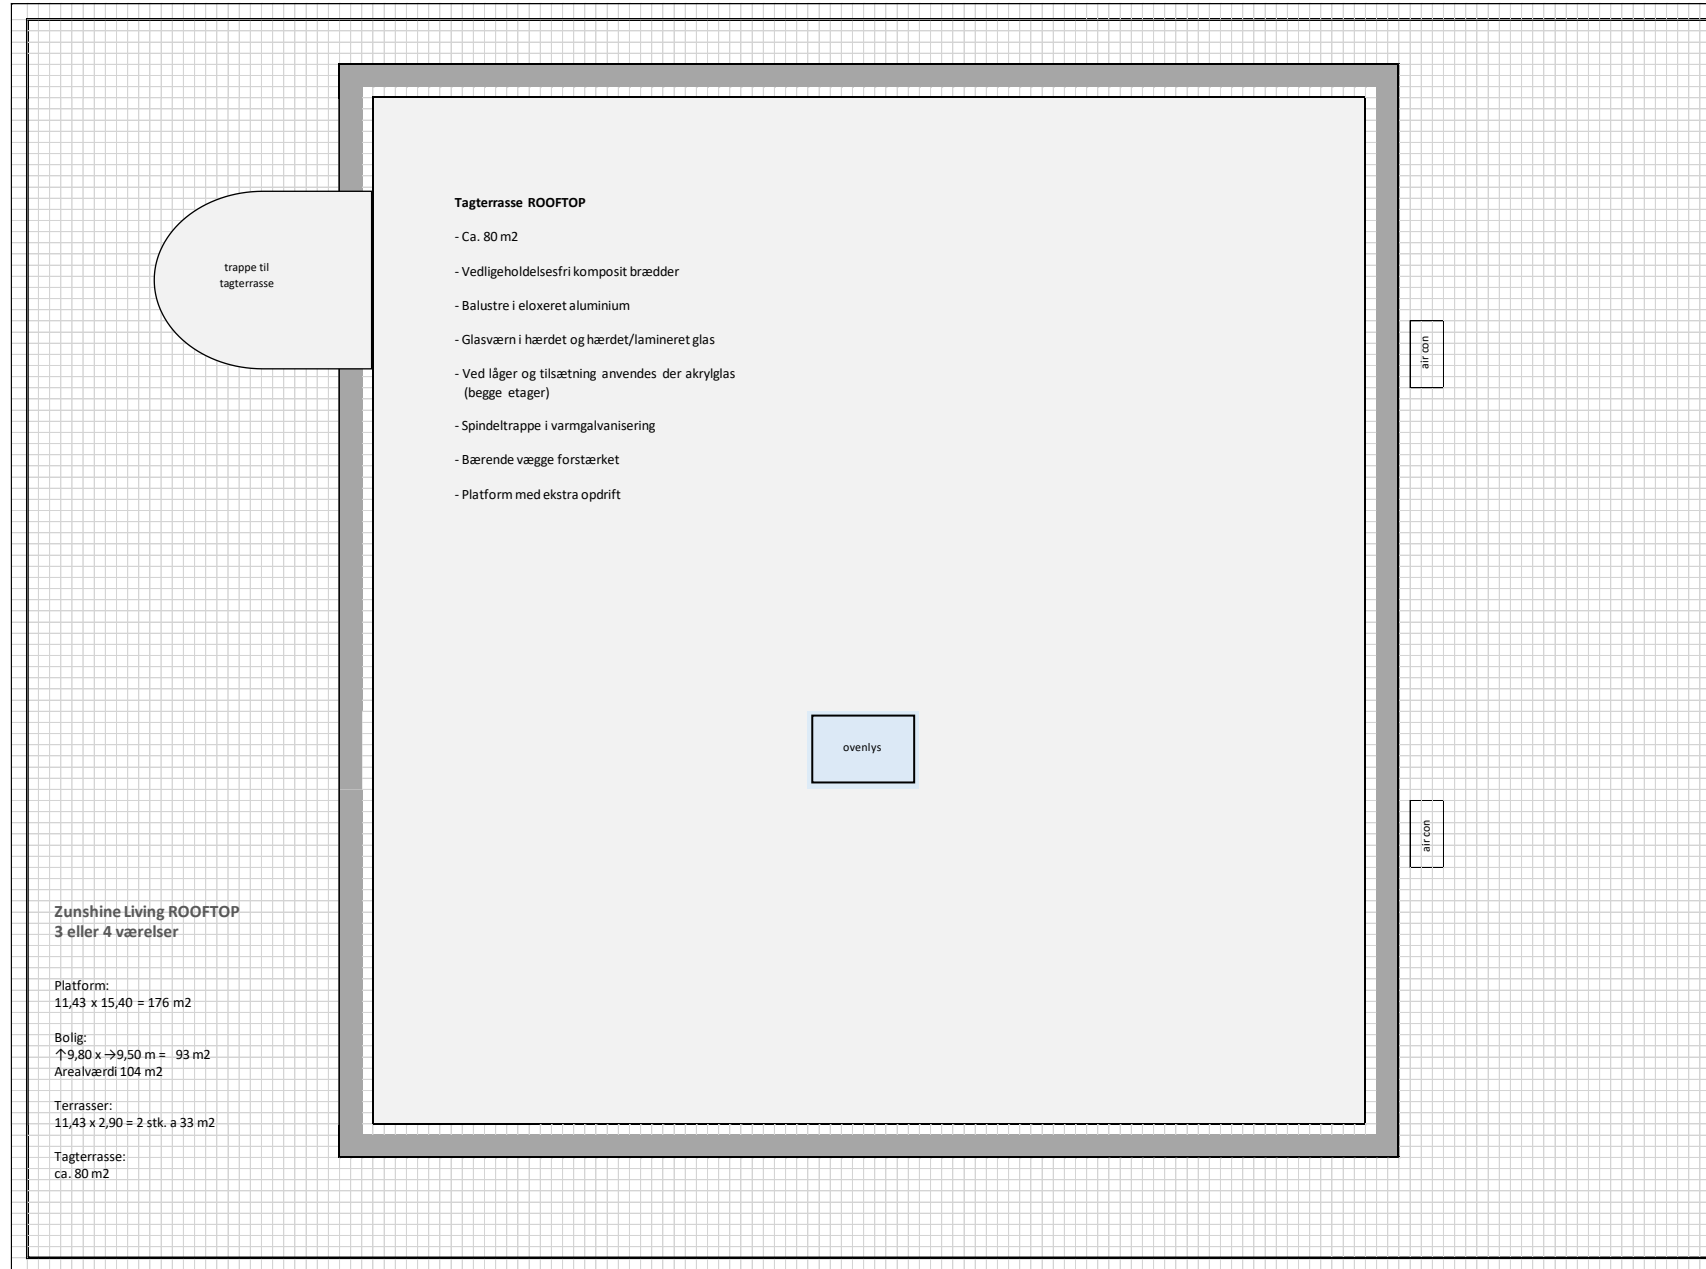 Tagterrasse ROOFTOP
- Ca. 80 m2
- Vedligeholdelsesfri komposit brædder
- Balustre i eloxeret aluminium
- Glasværn i hærdet og hærdet/lamineret glas
- Ved låger og tilsætning anvendes der akrylglas
(begge etager)
- Spindeltrappe i varmgalvanisering
- Bærende vægge forstærket
- Platform med ekstra opdrift
trappe til
tagterrasse
air con
ovenlys
air con
Zunshine Living ROOFTOP
3 eller 4 værelser
Platform:
11,43 x 15,40 = 176 m2
Bolig:
↑9,80 x →9,50 m = 93 m2
Arealværdi 104 m2
Terrasser:
11,43 x 2,90 = 2 stk. a 33 m2
Tagterrasse:
ca. 80 m2